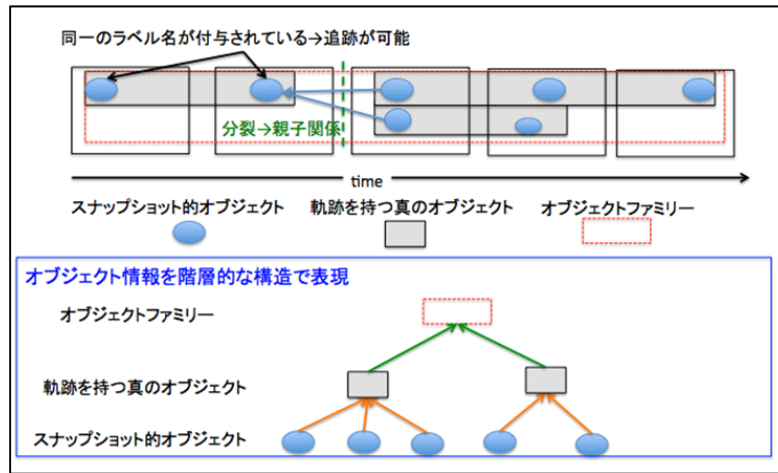 同一のラベル名が付与されている→追跡が可能
分裂→親子関係
time
スナップショット的オブジェクト 軌跡を持つ真のオブジェクト オブジェクトファミリー
オブジェクト情報を階層的な構造で表現
オブジェクトファミリー
軌跡を持つ真のオブジェクト
スナップショット的オブジェクト